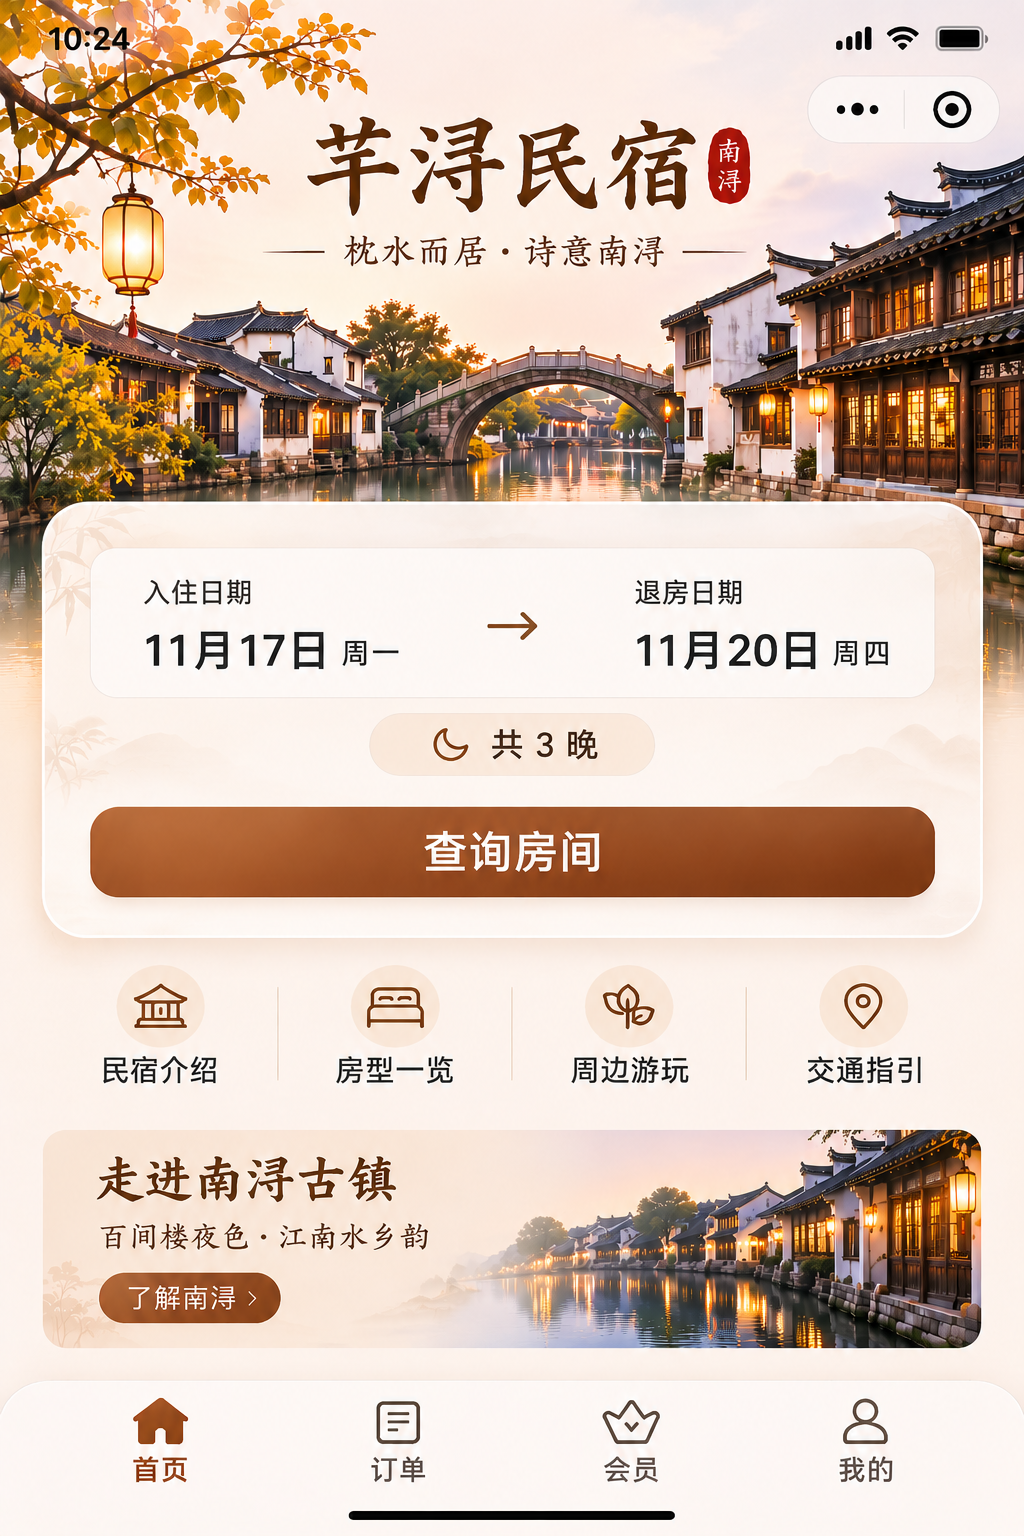 10:24
芊浔民宿
南浔
枕水而居·诗意南浔
入住日期
退房日期
11月17日 周一
11月20日 周四
共 3 晚
查询房间
民宿介绍
房型一览
周边游玩
交通指引
走进南浔古镇
百间楼夜色·江南水乡韵
了解南浔
首页
订单
会员
我的